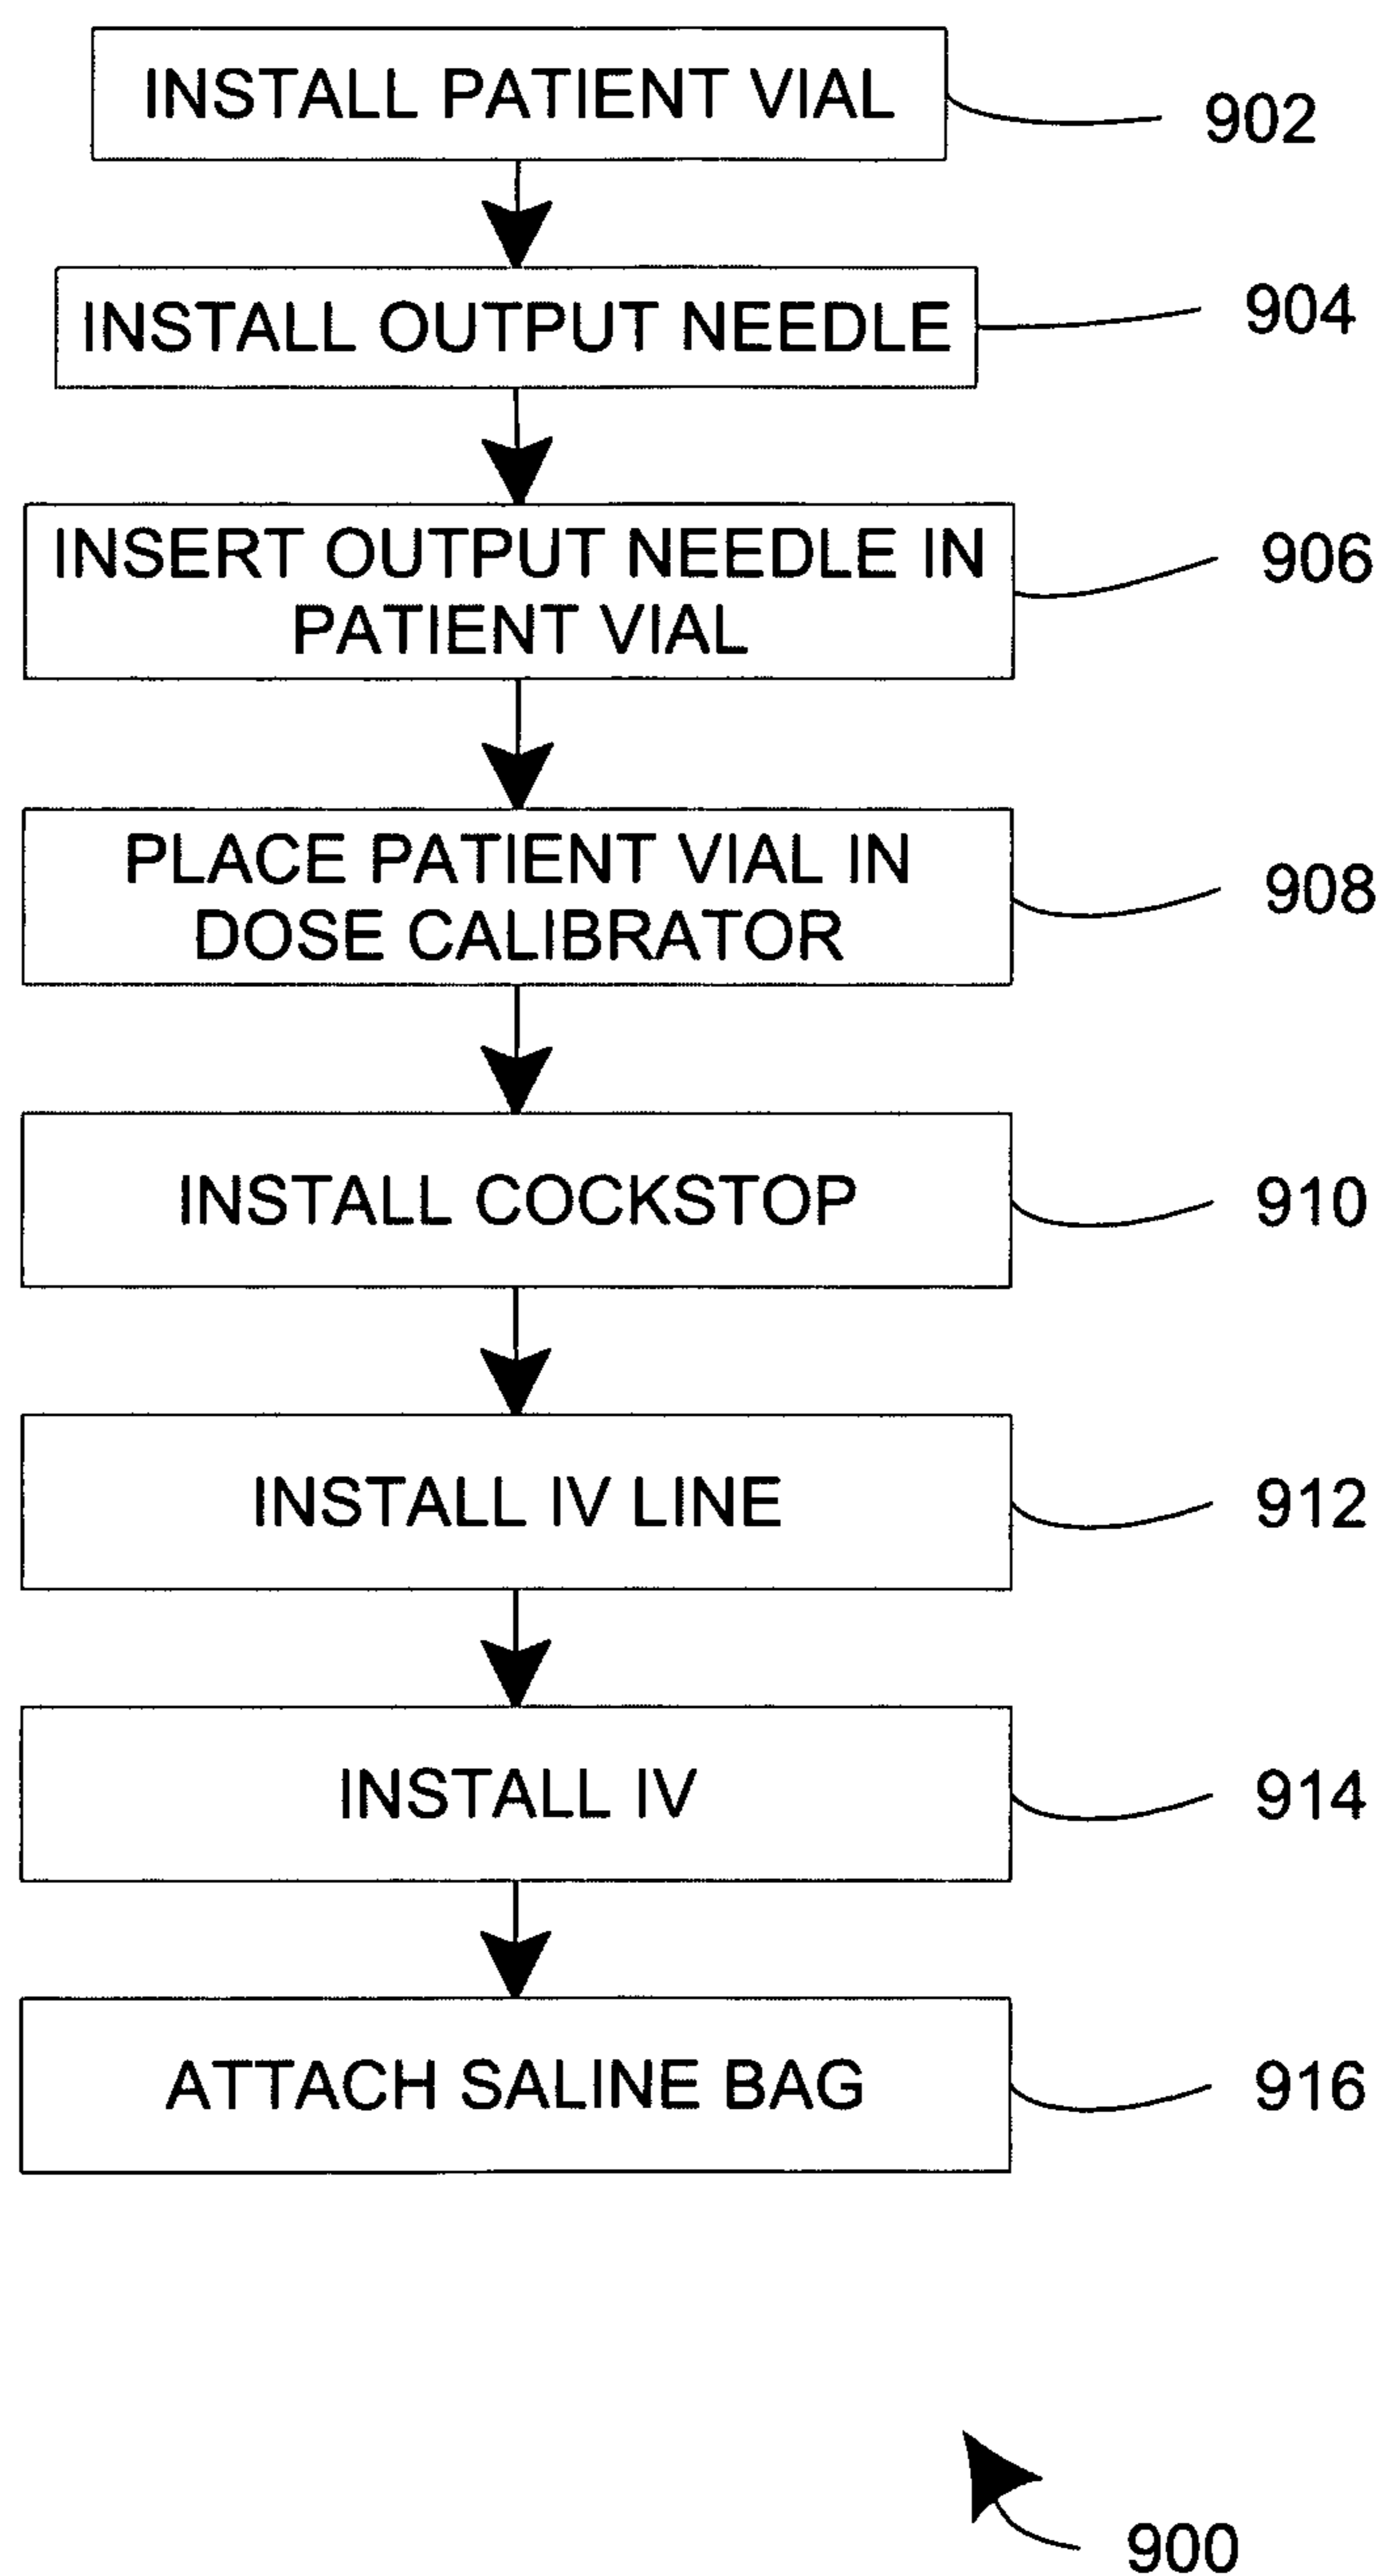 INSTALL PATIENT VIAL
902
INSTALL OUTPUT NEEDLE
904
INSERT OUTPUT NEEDLE IN
PATIENT VIAL
906
PLACE PATIENT VIAL IN
DOSE CALIBRATOR
908
INSTALL COCKSTOP
910
INSTALL IV LINE
912
INSTALL IV
914
ATTACH SALINE BAG
916
900